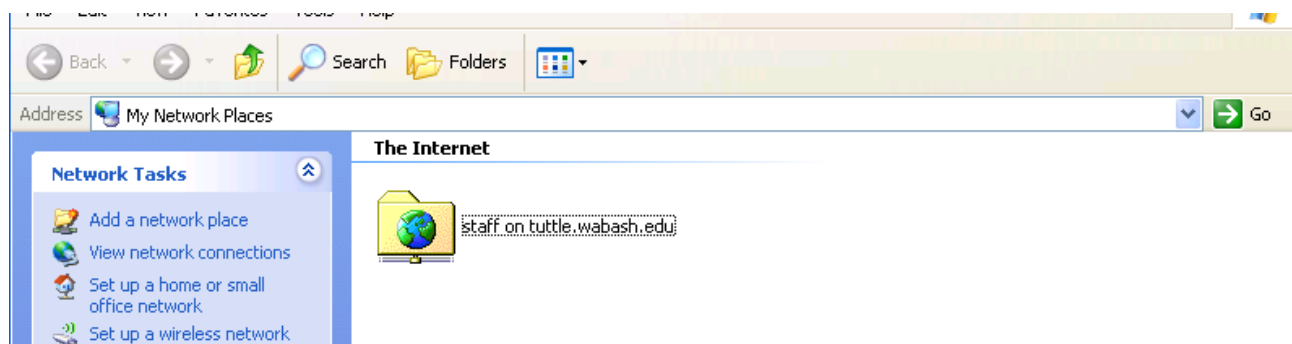 Back Search Folders
Address My Network Places Go
The Internet
Network Tasks
staff on tuttle.wabash.edu
Add a network place
View network connections
Set up a home or small
office network
Set up a wireless network